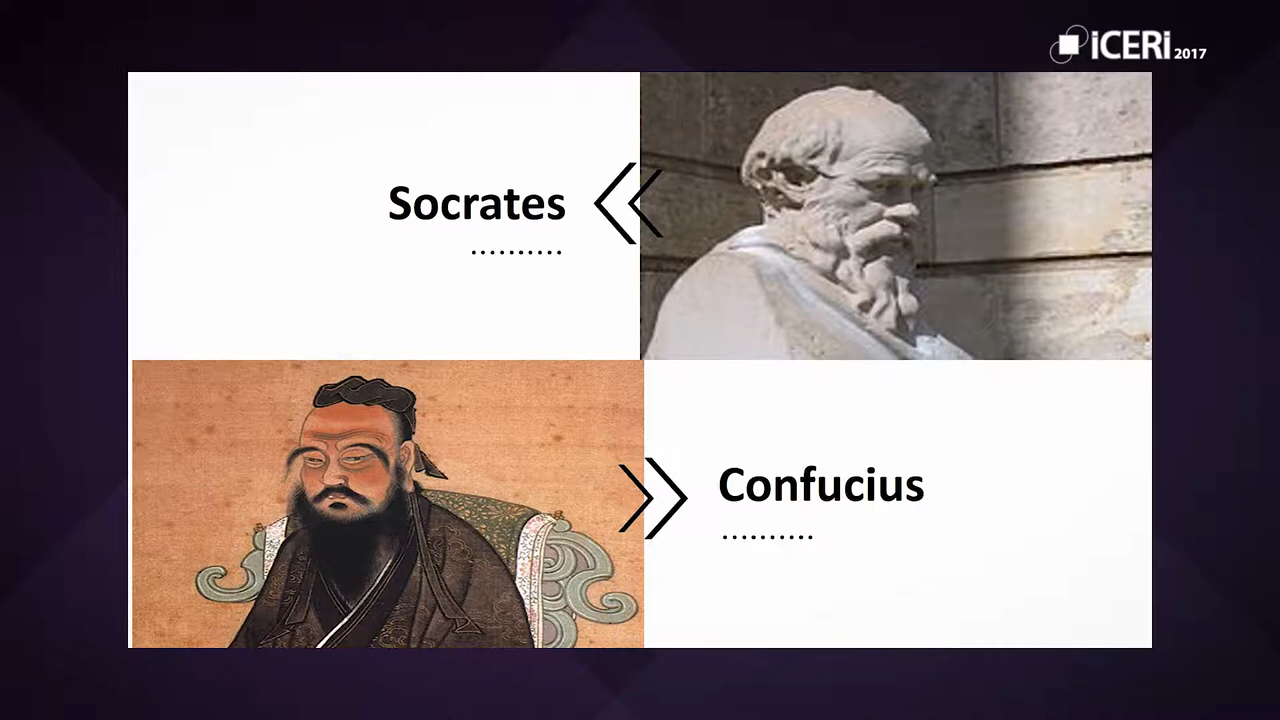 iCERi 2017
Socrates
..........
Confucius
..........